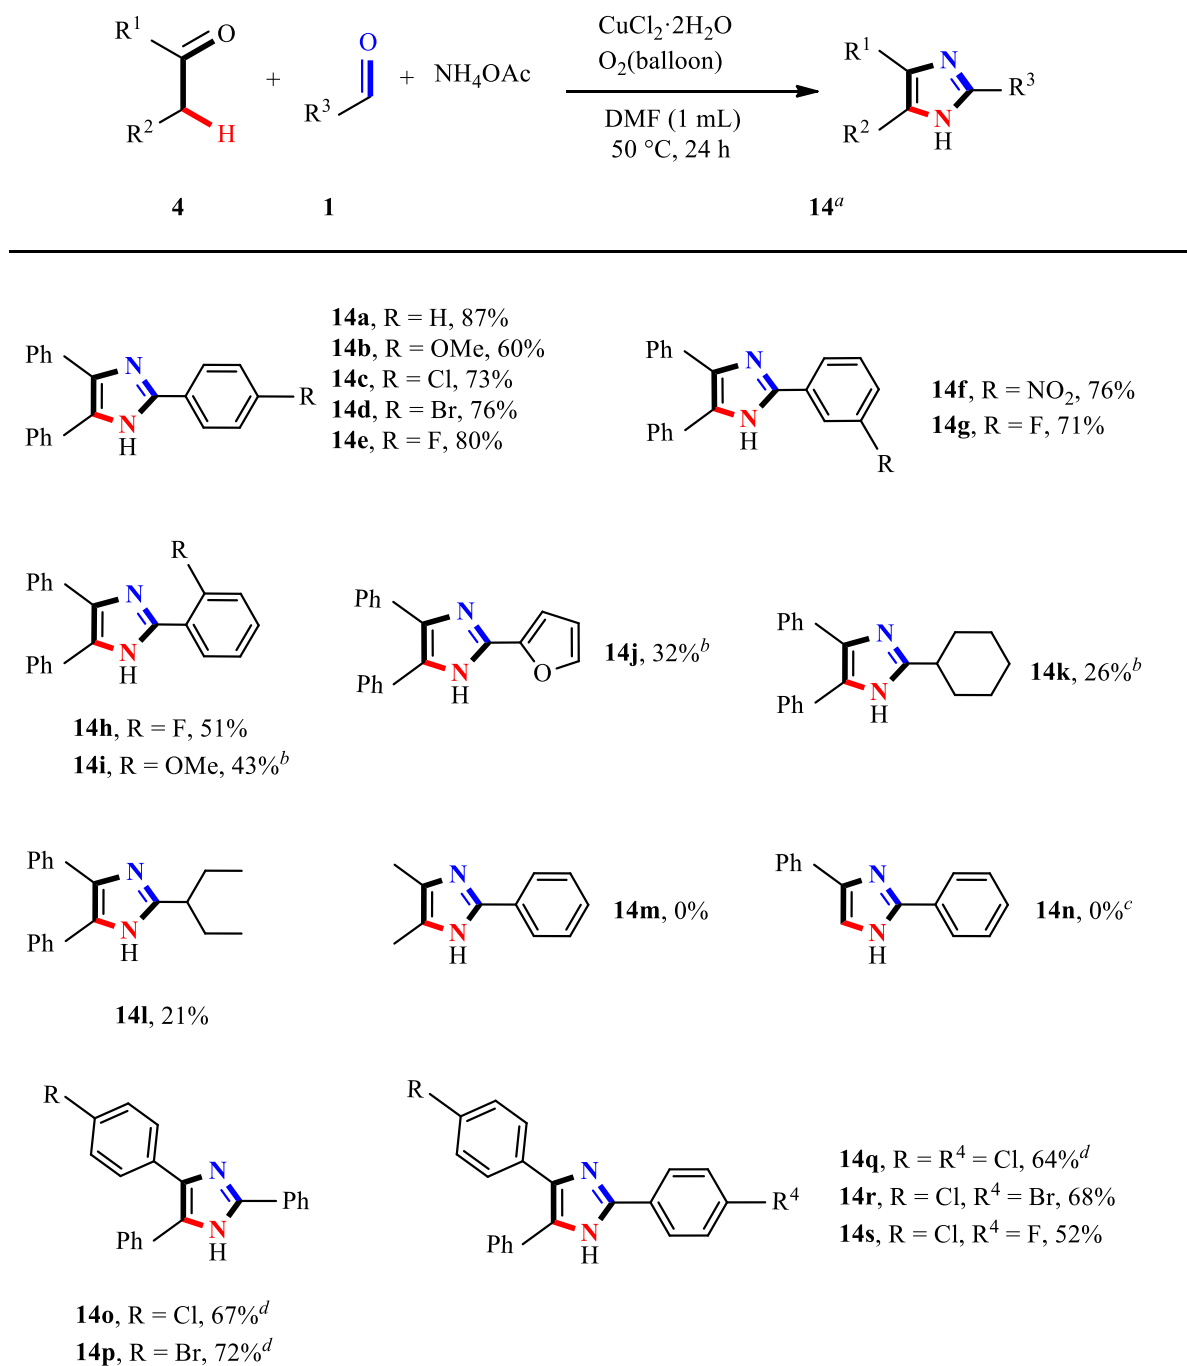 R¹ O O CuCl₂·2H₂O R¹ N
+ + NH₄OAc O₂(balloon) R³
R³ DMF (1 mL)
R² H 50 °C, 24 h R² N
H
4 1 14ᵃ
14a, R = H, 87%
Ph N 14b, R = OMe, 60% Ph N
14c, R = Cl, 73% 14f, R = NO₂, 76%
R 14d, R = Br, 76% 14g, R = F, 71%
Ph N 14e, R = F, 80% Ph N
H H R
R
Ph N Ph N Ph N
14j, 32%ᵇ 14k, 26%ᵇ
Ph N Ph N O Ph N
H H H
14h, R = F, 51%
14i, R = OMe, 43%ᵇ
Ph N N Ph N
14m, 0% 14n, 0%ᶜ
Ph N N N
H H H
14l, 21%
R R
N N 14q, R = R⁴ = Cl, 64%ᵈ
Ph R⁴ 14r, R = Cl, R⁴ = Br, 68%
Ph N Ph N 14s, R = Cl, R⁴ = F, 52%
H H
14o, R = Cl, 67%ᵈ
14p, R = Br, 72%ᵈ